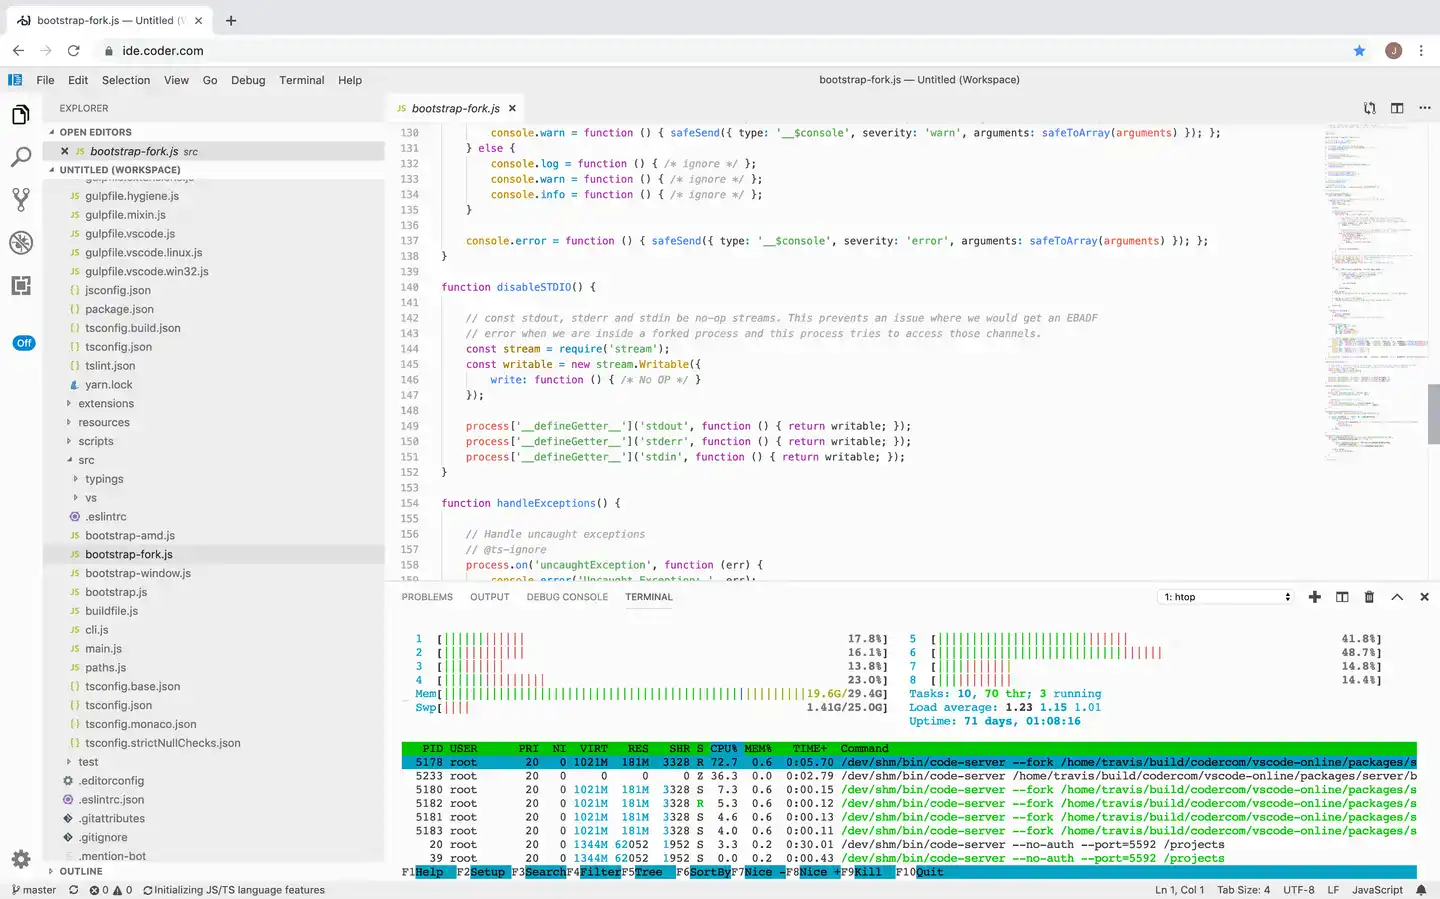 bootstrap-fork.js — Untitled (V
ide.coder.com
J
File Edit Selection View Go Debug Terminal Help
bootstrap-fork.js — Untitled (Workspace)
EXPLORER
OPEN EDITORS
JS bootstrap-fork.js src
UNTITLED (WORKSPACE)
JS gulpfile.hygiene.js
JS gulpfile.mixin.js
JS gulpfile.vscode.js
JS gulpfile.vscode.linux.js
JS gulpfile.vscode.win32.js
{} jsconfig.json
{} package.json
{} tsconfig.build.json
{} tsconfig.json
{} tslint.json
yarn.lock
extensions
resources
scripts
src
typings
vs
.eslintrc
JS bootstrap-amd.js
JS bootstrap-fork.js
JS bootstrap-window.js
JS bootstrap.js
JS buildfile.js
JS cli.js
JS main.js
JS paths.js
{} tsconfig.base.json
{} tsconfig.json
{} tsconfig.monaco.json
{} tsconfig.strictNullChecks.json
test
.editorconfig
.eslintrc.json
.gitattributes
.gitignore
.mention-bot
OUTLINE
Off
JS bootstrap-fork.js
130 console.warn = function () { safeSend({ type: '__$console', severity: 'warn', arguments: safeToArray(arguments) }); };
131 } else {
132 console.log = function () { /* ignore */ };
133 console.warn = function () { /* ignore */ };
134 console.info = function () { /* ignore */ };
135 }
136
137 console.error = function () { safeSend({ type: '__$console', severity: 'error', arguments: safeToArray(arguments) }); };
138 }
139
140 function disableSTDIO() {
141
142 // const stdout, stderr and stdin be no-op streams. This prevents an issue where we would get an EBADF
143 // error when we are inside a forked process and this process tries to access those channels.
144 const stream = require('stream');
145 const writable = new stream.Writable({
146 write: function () { /* No OP */ }
147 });
148
149 process['__defineGetter__']('stdout', function () { return writable; });
150 process['__defineGetter__']('stderr', function () { return writable; });
151 process['__defineGetter__']('stdin', function () { return writable; });
152 }
153
154 function handleExceptions() {
155
156 // Handle uncaught exceptions
157 // @ts-ignore
158 process.on('uncaughtException', function (err) {
159 console.error('Uncaught Exception: ', err);
PROBLEMS OUTPUT DEBUG CONSOLE TERMINAL
1: htop
1 [ 17.8%] 5 [ 41.8%]
2 [ 16.1%] 6 [ 48.7%]
3 [ 13.8%] 7 [ 14.8%]
4 [ 23.0%] 8 [ 14.4%]
Mem[ 19.6G/29.4G] Tasks: 10, 70 thr; 3 running
Swp[ 1.41G/25.0G] Load average: 1.23 1.15 1.01
Uptime: 71 days, 01:08:16
PID USER PRI NI VIRT RES SHR S CPU% MEM% TIME+ Command
5178 root 20 0 1021M 181M 3328 R 72.7 0.6 0:05.70 /dev/shm/bin/code-server --fork /home/travis/build/codercom/vscode-online/packages/s
5233 root 20 0 0 0 0 Z 36.3 0.0 0:02.79 /dev/shm/bin/code-server /home/travis/build/codercom/vscode-online/packages/server/b
5180 root 20 0 1021M 181M 3328 S 7.3 0.6 0:00.15 /dev/shm/bin/code-server --fork /home/travis/build/codercom/vscode-online/packages/s
5182 root 20 0 1021M 181M 3328 R 5.3 0.6 0:00.12 /dev/shm/bin/code-server --fork /home/travis/build/codercom/vscode-online/packages/s
5181 root 20 0 1021M 181M 3328 S 4.6 0.6 0:00.13 /dev/shm/bin/code-server --fork /home/travis/build/codercom/vscode-online/packages/s
5183 root 20 0 1021M 181M 3328 S 4.0 0.6 0:00.11 /dev/shm/bin/code-server --fork /home/travis/build/codercom/vscode-online/packages/s
20 root 20 0 1344M 62052 1952 S 3.3 0.2 0:30.01 /dev/shm/bin/code-server --no-auth --port=5592 /projects
39 root 20 0 1344M 62052 1952 S 0.0 0.2 0:00.43 /dev/shm/bin/code-server --no-auth --port=5592 /projects
F1Help F2Setup F3SearchF4FilterF5Tree F6SortByF7Nice -F8Nice +F9Kill F10Quit
master 0 0 Initializing JS/TS language features
Ln 1, Col 1 Tab Size: 4 UTF-8 LF JavaScript